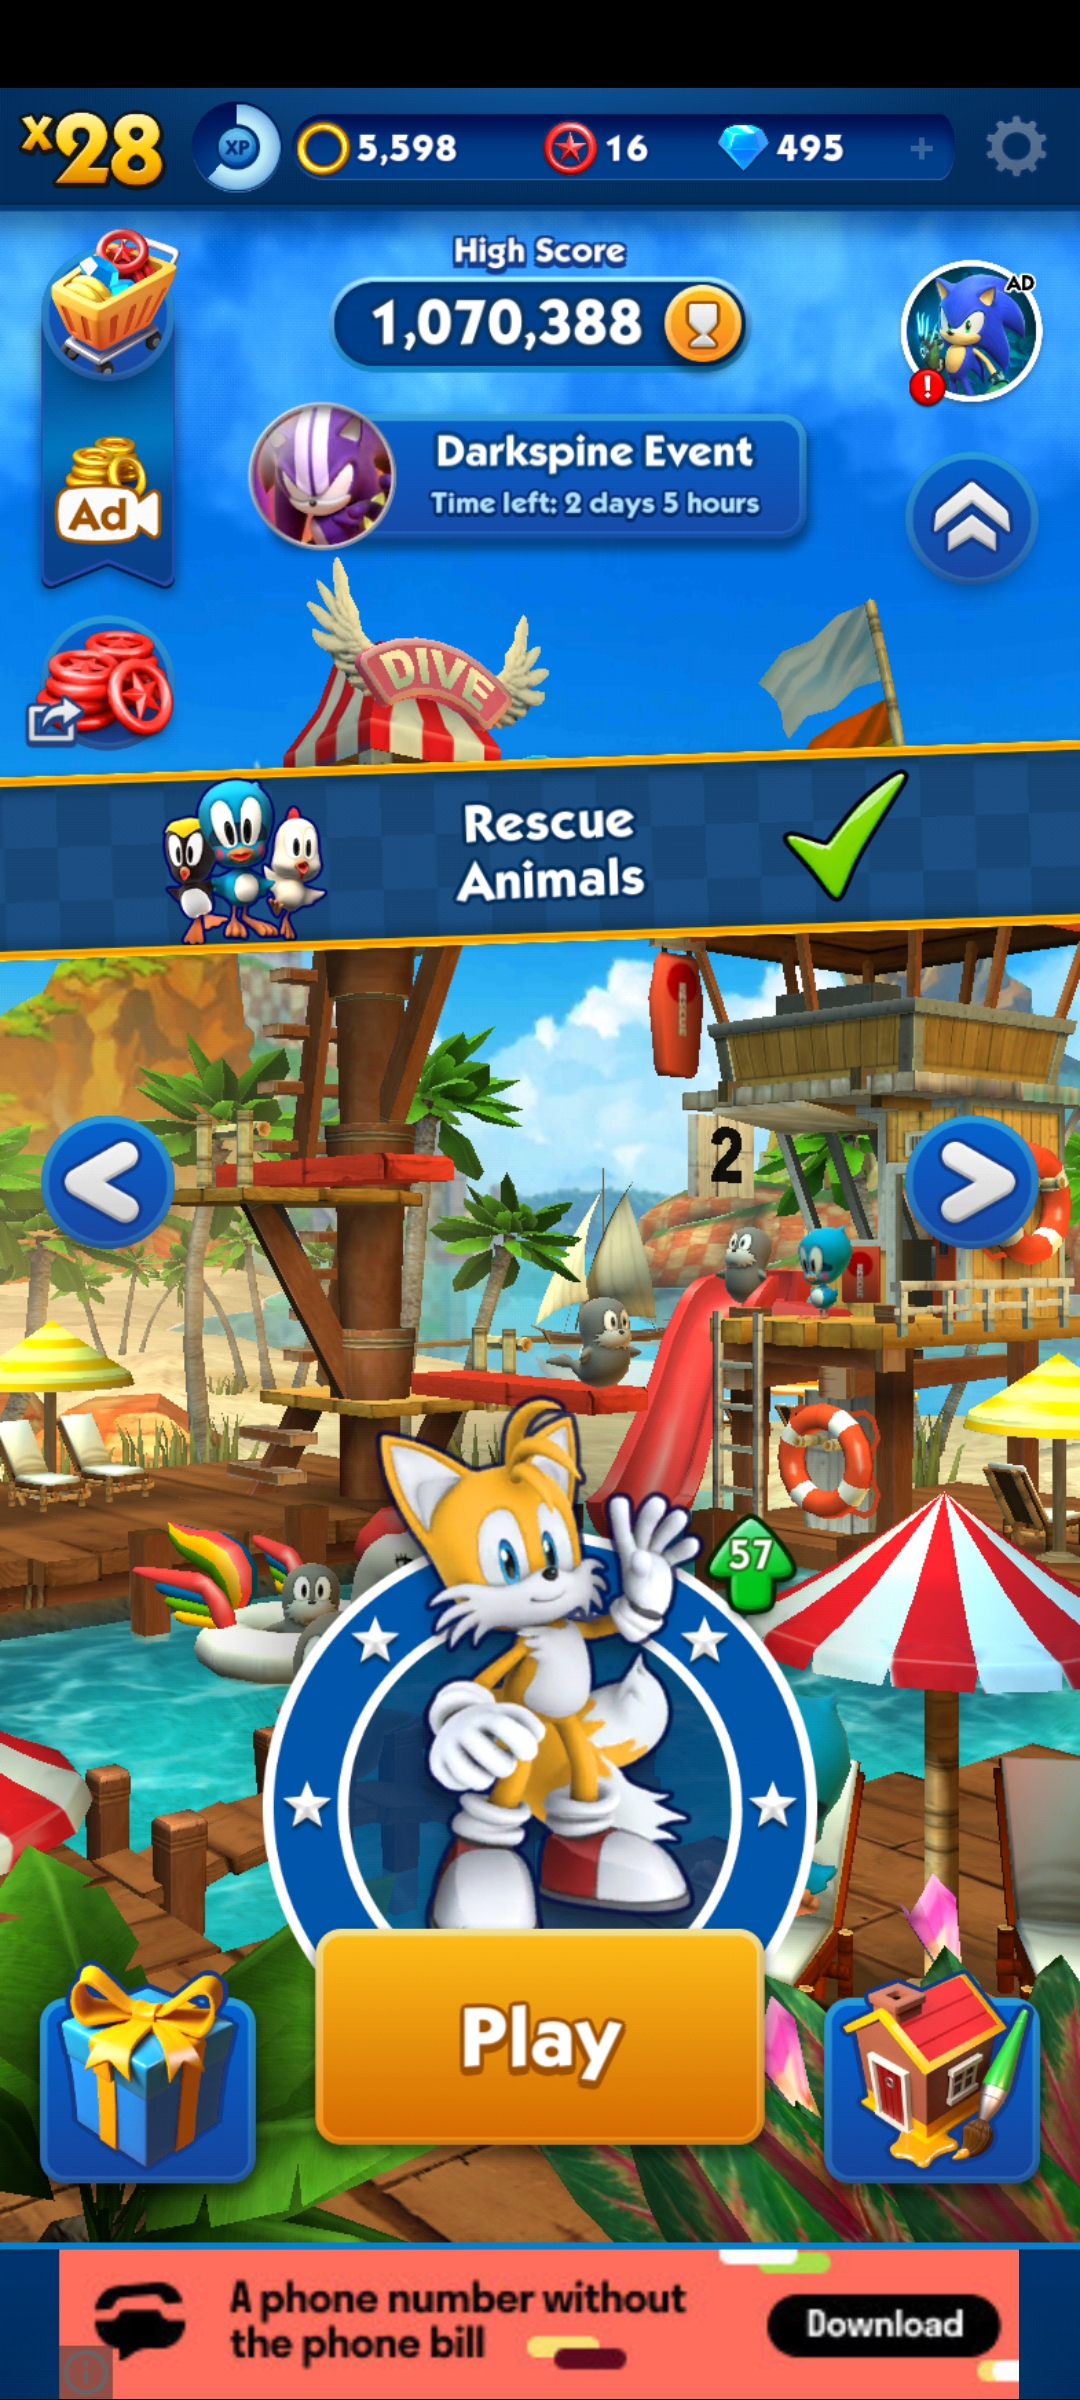 x28
XP
5,598
16
495
+
High Score
1,070,388
AD
!
Darkspine Event
Time left: 2 days 5 hours
Ad
DIVE
Rescue
Animals
RESCUE
2
57
Play
A phone number without
the phone bill
Download